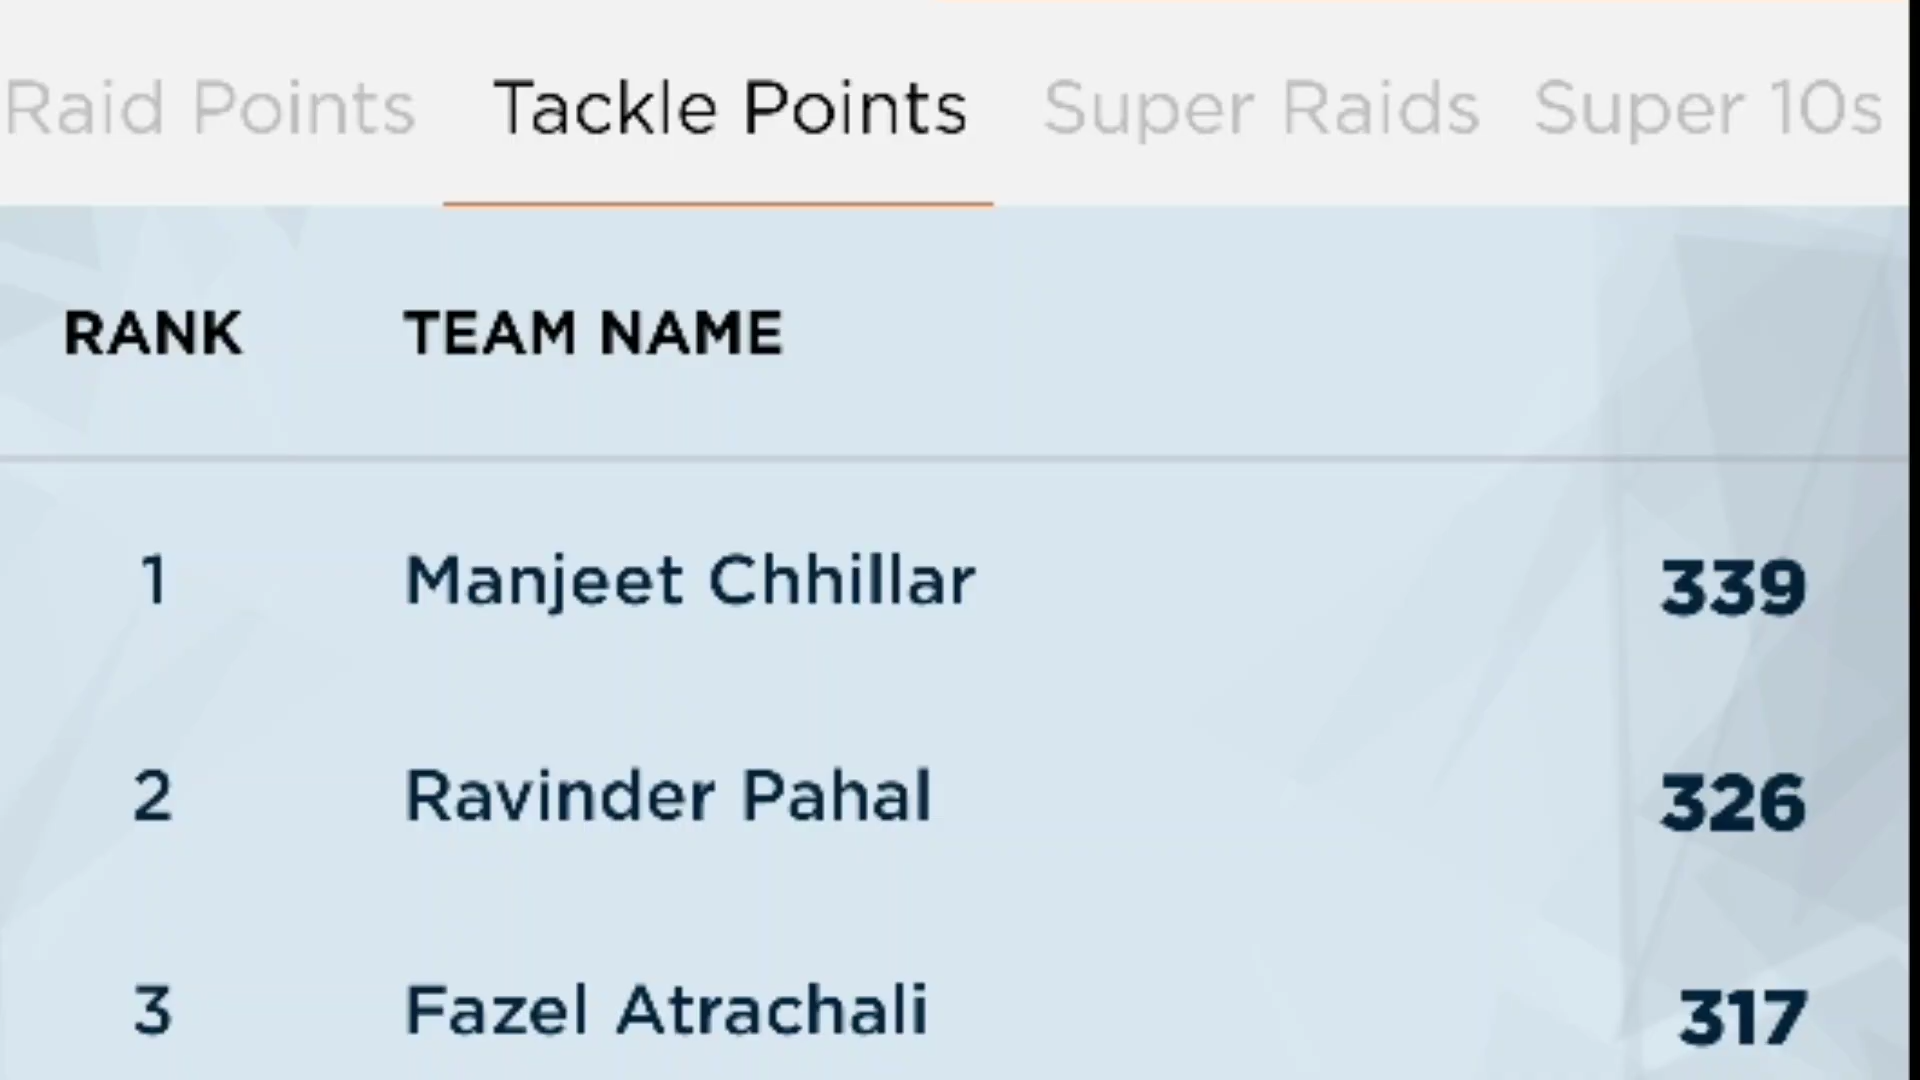 Raid Points Tackle Points Super Raids Super 10s
RANK TEAM NAME
1 Manjeet Chhillar 339
2 Ravinder Pahal 326
3 Fazel Atrachali 317